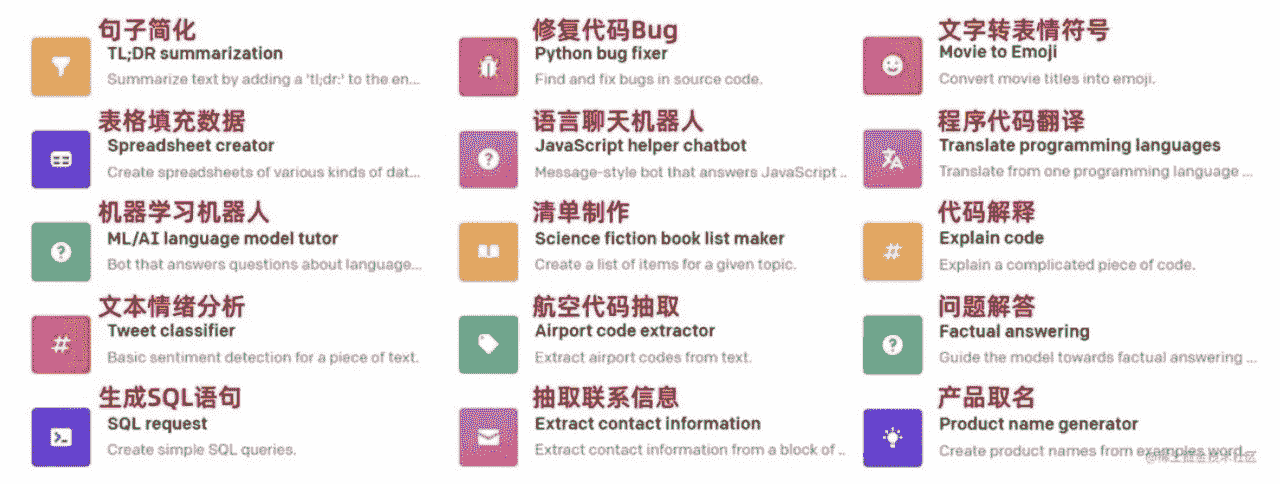 句子简化
TL;DR summarization
Summarize text by adding a 'tl;dr:' to the en...
修复代码Bug
Python bug fixer
Find and fix bugs in source code.
文字转表情符号
Movie to Emoji
Convert movie titles into emoji.
表格填充数据
Spreadsheet creator
Create spreadsheets of various kinds of dat...
语言聊天机器人
JavaScript helper chatbot
Message-style bot that answers JavaScript ..
程序代码翻译
Translate programming languages
Translate from one programming language ...
机器学习机器人
ML/AI language model tutor
Bot that answers questions about language...
清单制作
Science fiction book list maker
Create a list of items for a given topic.
代码解释
Explain code
Explain a complicated piece of code.
文本情绪分析
Tweet classifier
Basic sentiment detection for a piece of text.
航空代码抽取
Airport code extractor
Extract airport codes from text.
问题解答
Factual answering
Guide the model towards factual answering ...
生成SQL语句
SQL request
Create simple SQL queries.
抽取联系信息
Extract contact information
Extract contact information from a block of ..
产品取名
Product name generator
Create product names from examples word...
@稀土掘金技术社区